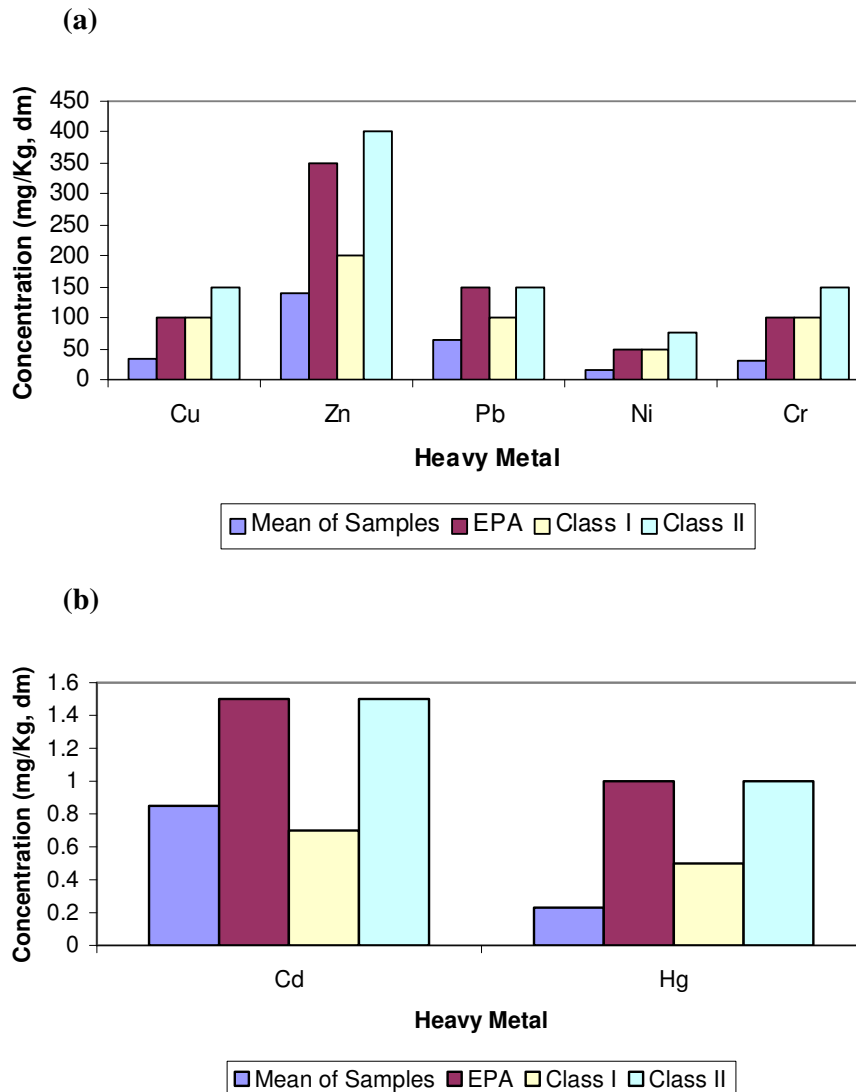 (a)
Concentration (mg/Kg, dm)
450
400
350
300
250
200
150
100
50
0
Cu Zn Pb Ni Cr
Heavy Metal
Mean of Samples EPA Class I Class II
(b)
Concentration (mg/Kg, dm)
1.6
1.4
1.2
1
0.8
0.6
0.4
0.2
0
Cd Hg
Heavy Metal
Mean of Samples EPA Class I Class II